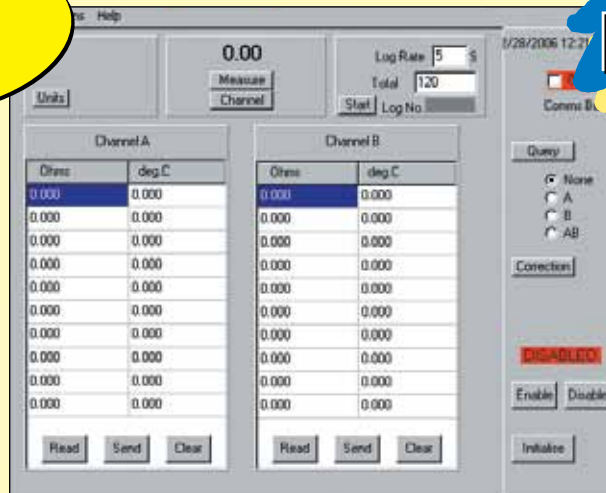 Help
0.00
Measure
Channel
Units
Log Rate 5 S
Total 120
Start Log No.
/28/2006 12:21
Comms
Channel A
Ohms deg.C
0.000 0.000
0.000 0.000
0.000 0.000
0.000 0.000
0.000 0.000
0.000 0.000
0.000 0.000
0.000 0.000
0.000 0.000
0.000 0.000
Read Send Clear
Channel B
Ohms deg.C
0.000 0.000
0.000 0.000
0.000 0.000
0.000 0.000
0.000 0.000
0.000 0.000
0.000 0.000
0.000 0.000
0.000 0.000
0.000 0.000
Read Send Clear
Query
None
A
B
AB
Correction
DISABLED
Enable Disable
Initialise